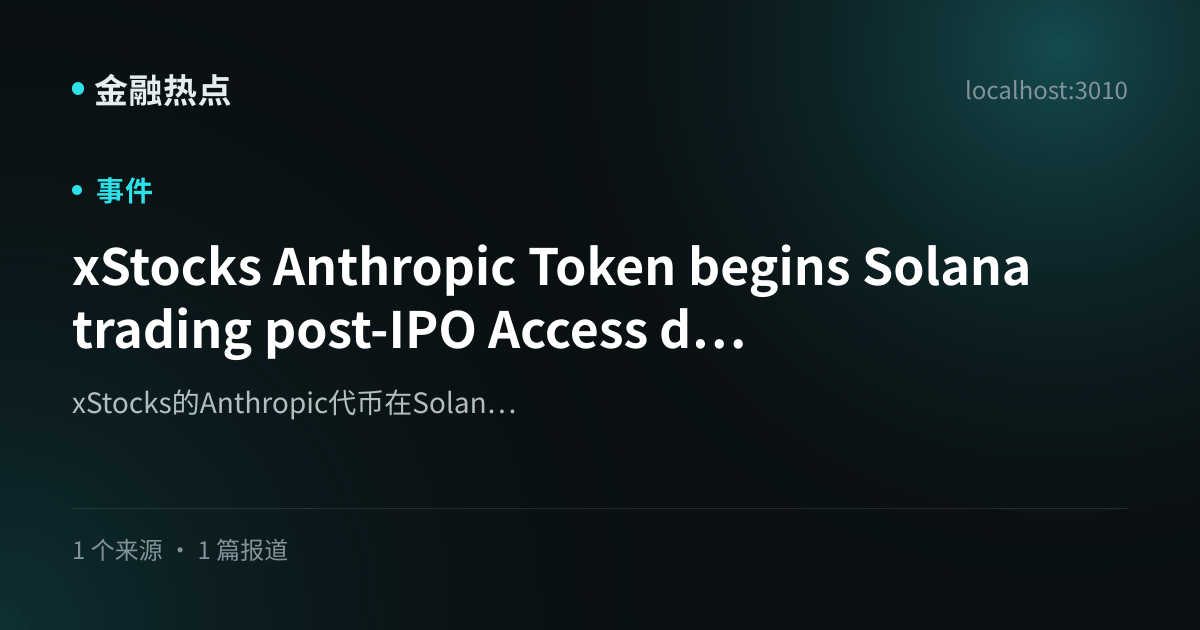 金融热点
localhost:3010
事件
xStocks Anthropic Token begins Solana
trading post-IPO Access d…
xStocks的Anthropic代币在Solan…
1 个来源 • 1 篇报道